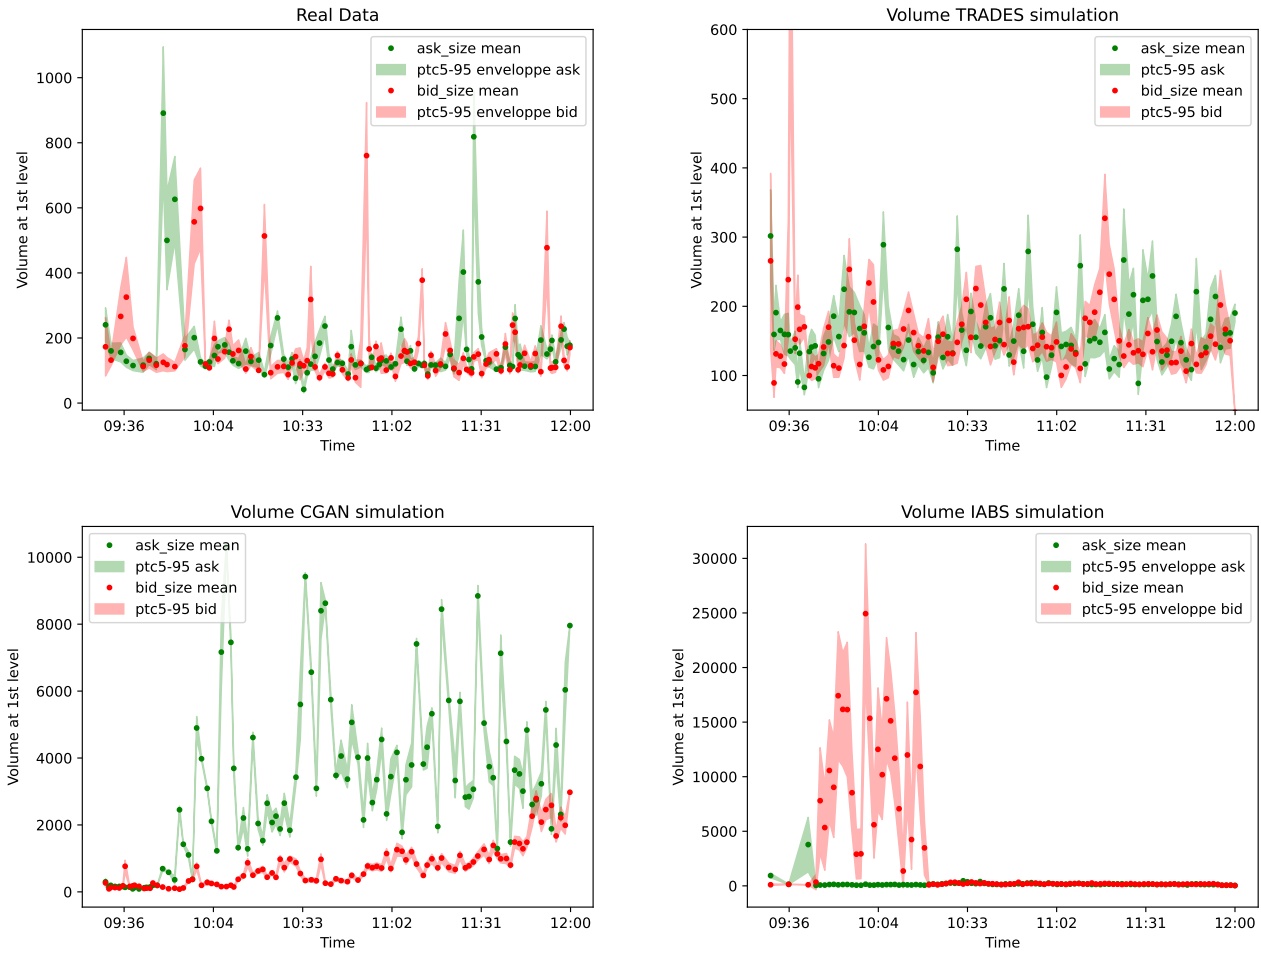 Real Data
ask_size mean
ptc5-95 enveloppe ask
bid_size mean
ptc5-95 enveloppe bid
Volume at 1st level
1000
800
600
400
200
0
09:36 10:04 10:33 11:02 11:31 12:00
Time
Volume TRADES simulation
ask_size mean
ptc5-95 ask
bid_size mean
ptc5-95 bid
Volume at 1st level
600
500
400
300
200
100
09:36 10:04 10:33 11:02 11:31 12:00
Time
Volume CGAN simulation
ask_size mean
ptc5-95 ask
bid_size mean
ptc5-95 bid
Volume at 1st level
10000
8000
6000
4000
2000
0
09:36 10:04 10:33 11:02 11:31 12:00
Time
Volume IABS simulation
ask_size mean
ptc5-95 enveloppe ask
bid_size mean
ptc5-95 enveloppe bid
Volume at 1st level
30000
25000
20000
15000
10000
5000
0
09:36 10:04 10:33 11:02 11:31 12:00
Time